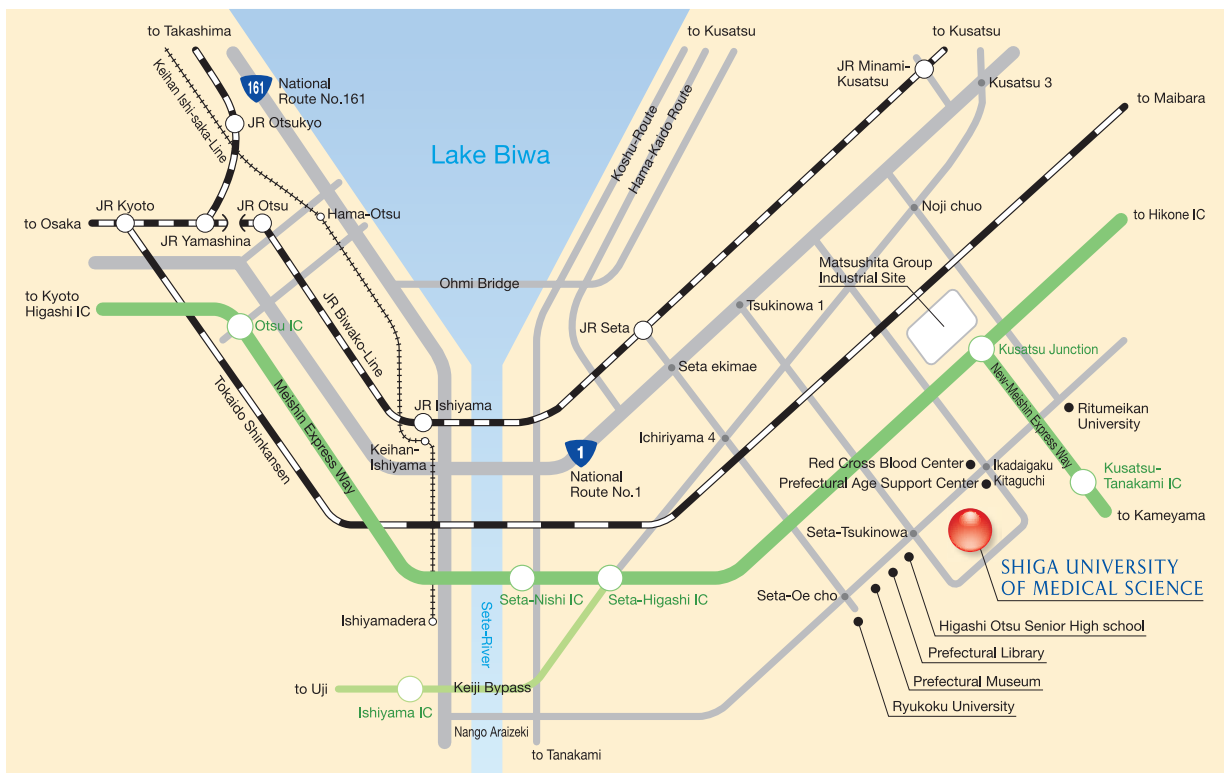 to Takashima
to Kusatsu
to Kusatsu
Keihan Ishi-saka-Line
161
National
Route No.161
JR Minami-
Kusatsu
Kusatsu 3
to Maibara
JR Otsukyo
Lake Biwa
Koshu-Route
Hama-Kaido Route
JR Kyoto
JR Otsu
Hama-Otsu
Noji chuo
to Hikone IC
to Osaka
JR Yamashina
Matsushita Group
Industrial Site
Ohmi Bridge
to Kyoto
Higashi IC
Otsu IC
JR Biwako-Line
JR Seta
Tsukinowa 1
Kusatsu Junction
Seta ekimae
New-Meishin Express Way
Tokaido Shinkansen
Meishin Express Way
JR Ishiyama
Ritumeikan
University
Keihan-
Ishiyama
1
National
Route No.1
Ichiriyama 4
Red Cross Blood Center
Ikadaigaku
Kitaguchi
Prefectural Age Support Center
Kusatsu-
Tanakami IC
to Kameyama
Seta-Tsukinowa
SHIGA UNIVERSITY
OF MEDICAL SCIENCE
Seta-Nishi IC
Seta-Higashi IC
Seta-Oe cho
Ishiyamadera
Sete-River
Higashi Otsu Senior High school
Prefectural Library
Prefectural Museum
Ryukoku University
to Uji
Keiji Bypass
Ishiyama IC
Nango Araizeki
to Tanakami